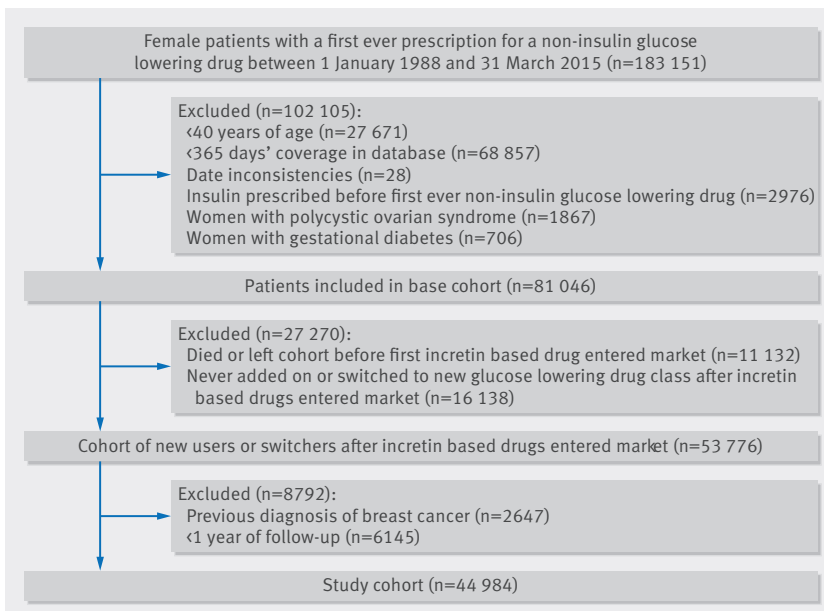 Female patients with a first ever prescription for a non-insulin glucose
lowering drug between 1 January 1988 and 31 March 2015 (n=183 151)
Excluded (n=102 105):
<40 years of age (n=27 671)
<365 days' coverage in database (n=68 857)
Date inconsistencies (n=28)
Insulin prescribed before first ever non-insulin glucose lowering drug (n=2976)
Women with polycystic ovarian syndrome (n=1867)
Women with gestational diabetes (n=706)
Patients included in base cohort (n=81 046)
Excluded (n=27 270):
Died or left cohort before first incretin based drug entered market (n=11 132)
Never added on or switched to new glucose lowering drug class after incretin
based drugs entered market (n=16 138)
Cohort of new users or switchers after incretin based drugs entered market (n=53 776)
Excluded (n=8792):
Previous diagnosis of breast cancer (n=2647)
<1 year of follow-up (n=6145)
Study cohort (n=44 984)